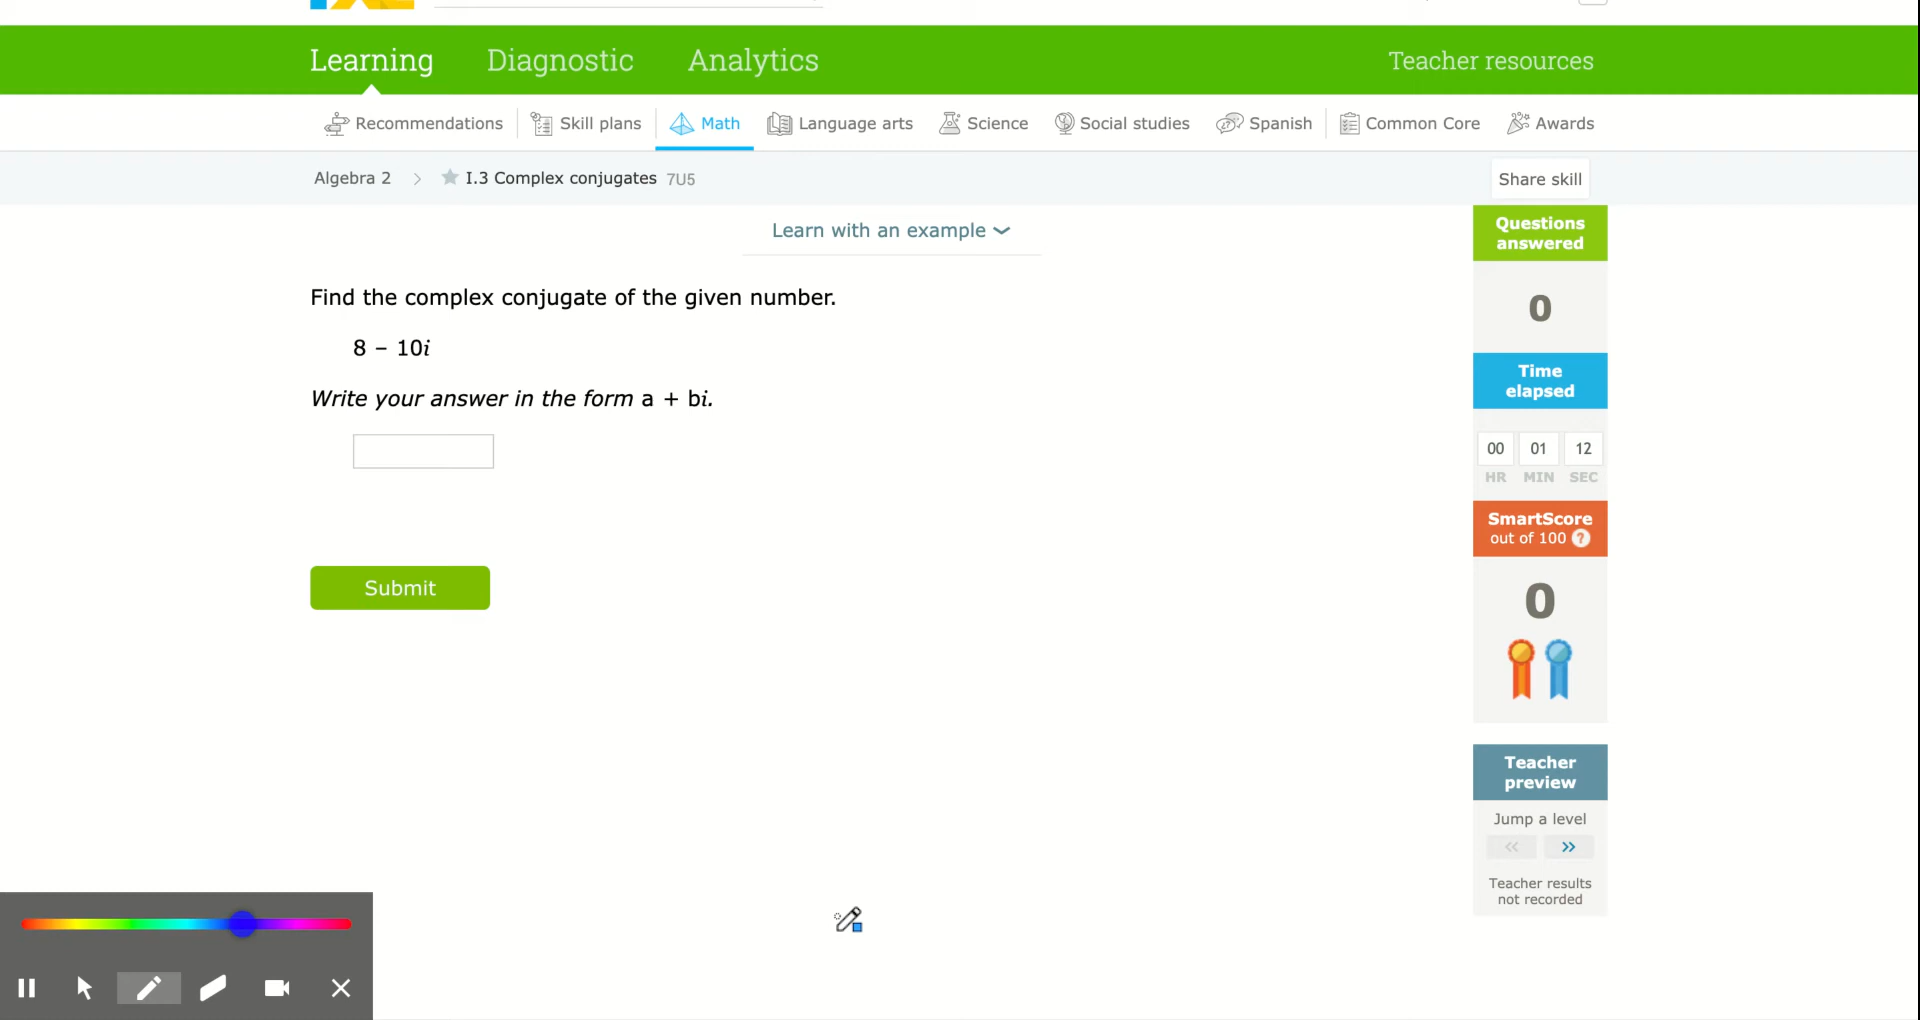 Learning Diagnostic Analytics Teacher resources
Recommendations Skill plans Math Language arts Science Social studies Spanish Common Core Awards
Algebra 2 > I.3 Complex conjugates 7U5 Share skill
Learn with an example
Find the complex conjugate of the given number.
8 – 10i
Write your answer in the form a + bi.
Submit
Questions
answered
0
Time
elapsed
00 01 12
HR MIN SEC
SmartScore
out of 100 ?
0
Teacher
preview
Jump a level
<< >>
Teacher results
not recorded